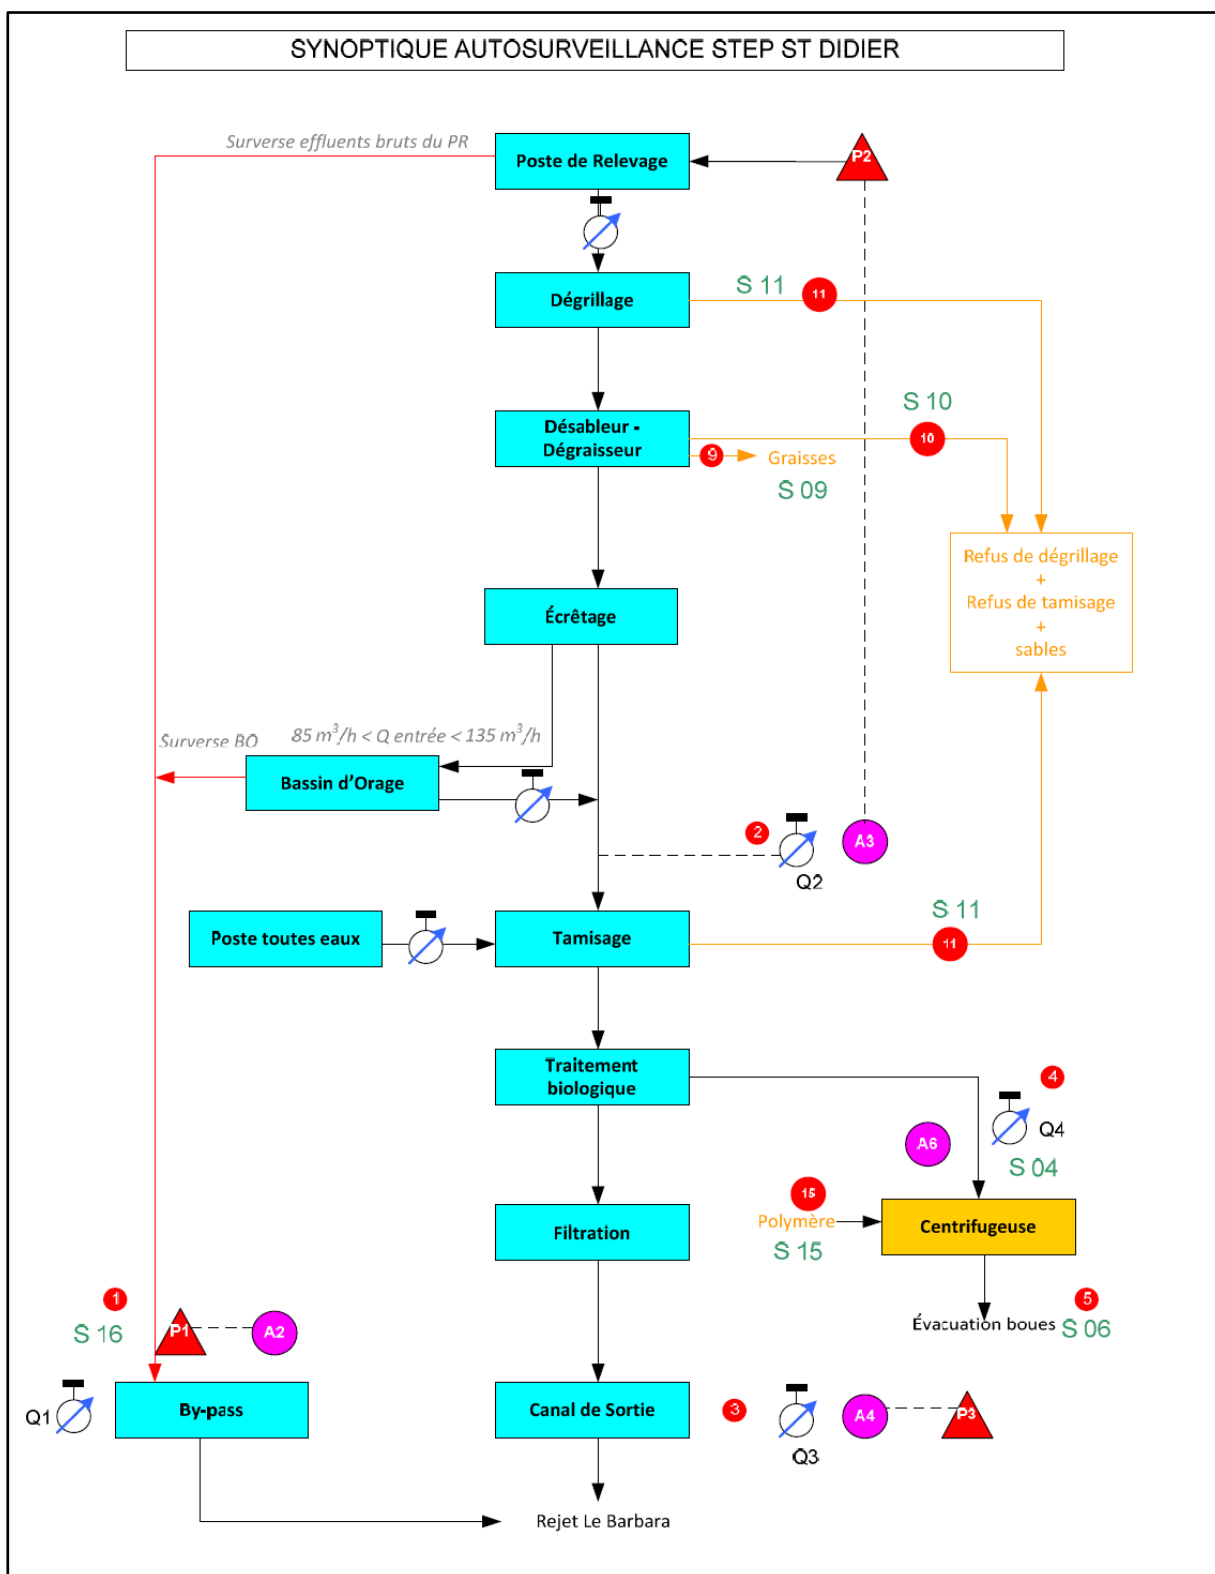 SYNOPTIQUE AUTOSURVEILLANCE STEP ST DIDIER
Surverse effluents bruts du PR
Poste de Relevage
P2
Dégrillage
S 11
11
Désableur -
Dégraisseur
S 10
10
9
Graisses
S 09
Refus de dégrillage
+
Refus de tamisage
+
sables
Écrêtage
Surverse BO
85 m³/h < Q entrée < 135 m³/h
Bassin d'Orage
2
Q2
A3
Poste toutes eaux
Tamisage
S 11
11
Traitement
biologique
4
Q4
A6
S 04
15
Polymère
S 15
Centrifugeuse
Filtration
5
Évacuation boues
S 06
1
S 16
P1
A2
Q1
By-pass
Canal de Sortie
3
Q3
A4
P3
Rejet Le Barbara